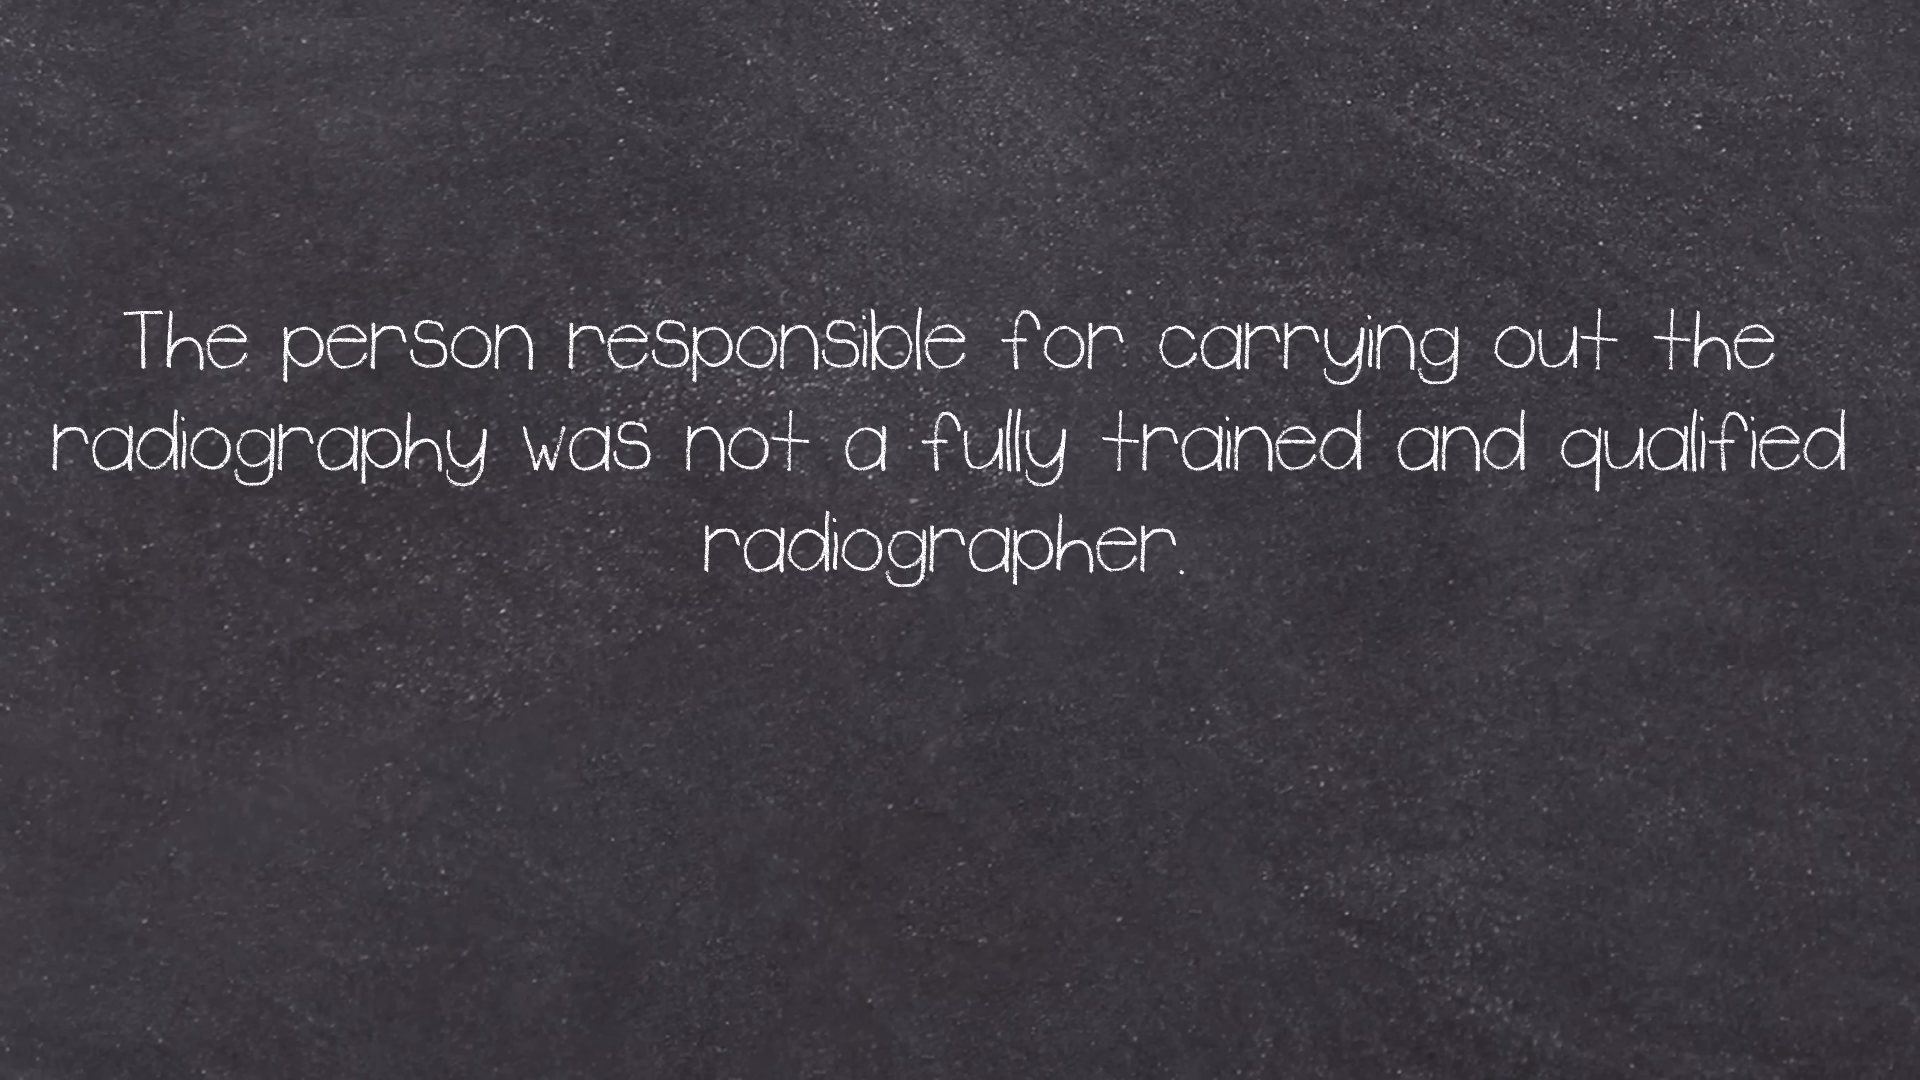 The person responsible for carrying out the
radiography was not a fully trained and qualified
radiographer.